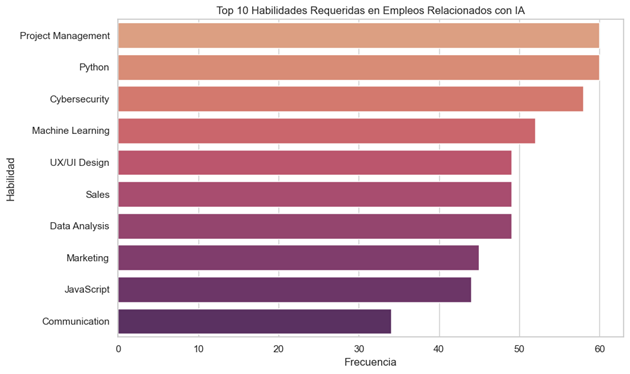 Top 10 Habilidades Requeridas en Empleos Relacionados con IA
Habilidad
Project Management
Python
Cybersecurity
Machine Learning
UX/UI Design
Sales
Data Analysis
Marketing
JavaScript
Communication
0 10 20 30 40 50 60
Frecuencia